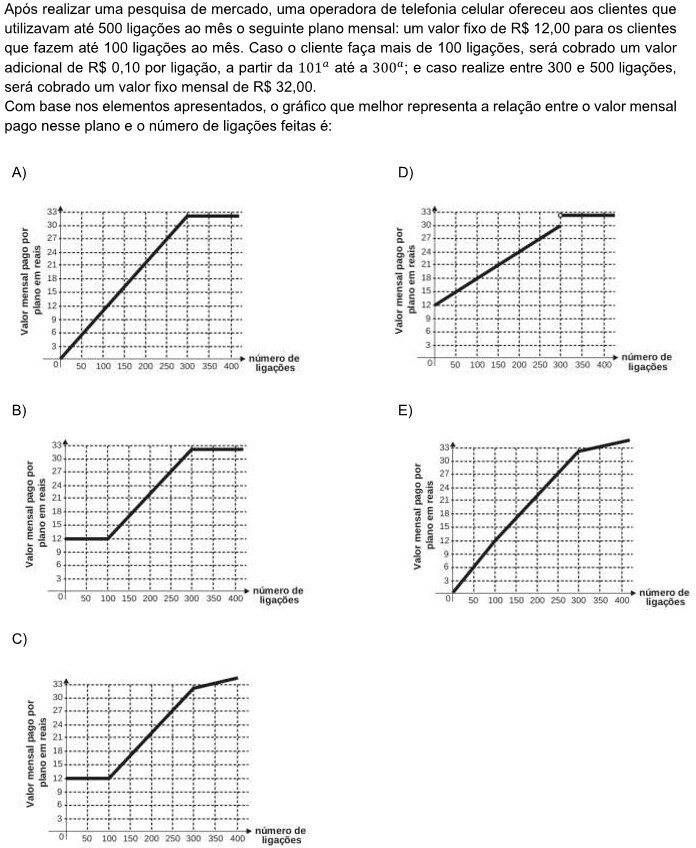 Após realizar uma pesquisa de mercado, uma operadora de telefonia celular ofereceu aos clientes que
utilizavam até 500 ligações ao mês o seguinte plano mensal: um valor fixo de R$ 12,00 para os clientes
que fazem até 100 ligações ao mês. Caso o cliente faça mais de 100 ligações, será cobrado um valor
adicional de R$ 0,10 por ligação, a partir da 101ª até a 300ª; e caso realize entre 300 e 500 ligações,
será cobrado um valor fixo mensal de R$ 32,00.
Com base nos elementos apresentados, o gráfico que melhor representa a relação entre o valor mensal
pago nesse plano e o número de ligações feitas é:
A)
Valor mensal pago por
plano em reais
33
30
27
24
21
18
15
12
9
6
3
0
50 100 150 200 250 300 350 400
número de
ligações
B)
Valor mensal pago por
plano em reais
33
30
27
24
21
18
15
12
9
6
3
0
50 100 150 200 250 300 350 400
número de
ligações
C)
Valor mensal pago por
plano em reais
33
30
27
24
21
18
15
12
9
6
3
0
50 100 150 200 250 300 350 400
número de
ligações
D)
Valor mensal pago por
plano em reais
33
30
27
24
21
18
15
12
9
6
3
0
50 100 150 200 250 300 350 400
número de
ligações
E)
Valor mensal pago por
plano em reais
33
30
27
24
21
18
15
12
9
6
3
0
50 100 150 200 250 300 350 400
número de
ligações